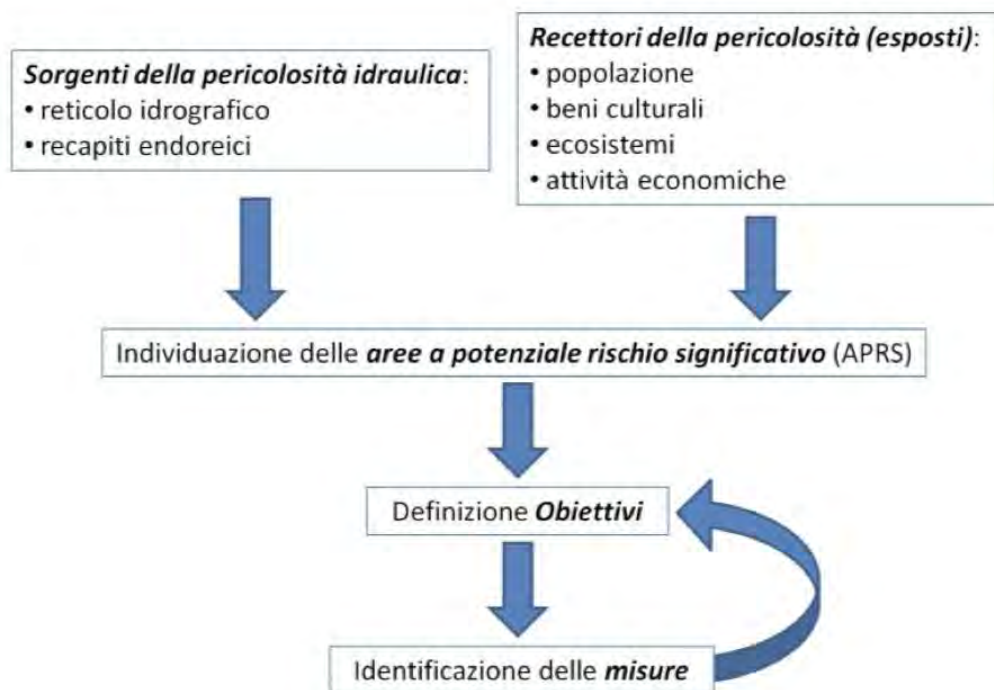 Sorgenti della pericolosità idraulica:
• reticolo idrografico
• recapiti endoreici
Recettori della pericolosità (esposti):
• popolazione
• beni culturali
• ecosistemi
• attività economiche
Individuazione delle aree a potenziale rischio significativo (APRS)
Definizione Obiettivi
Identificazione delle misure